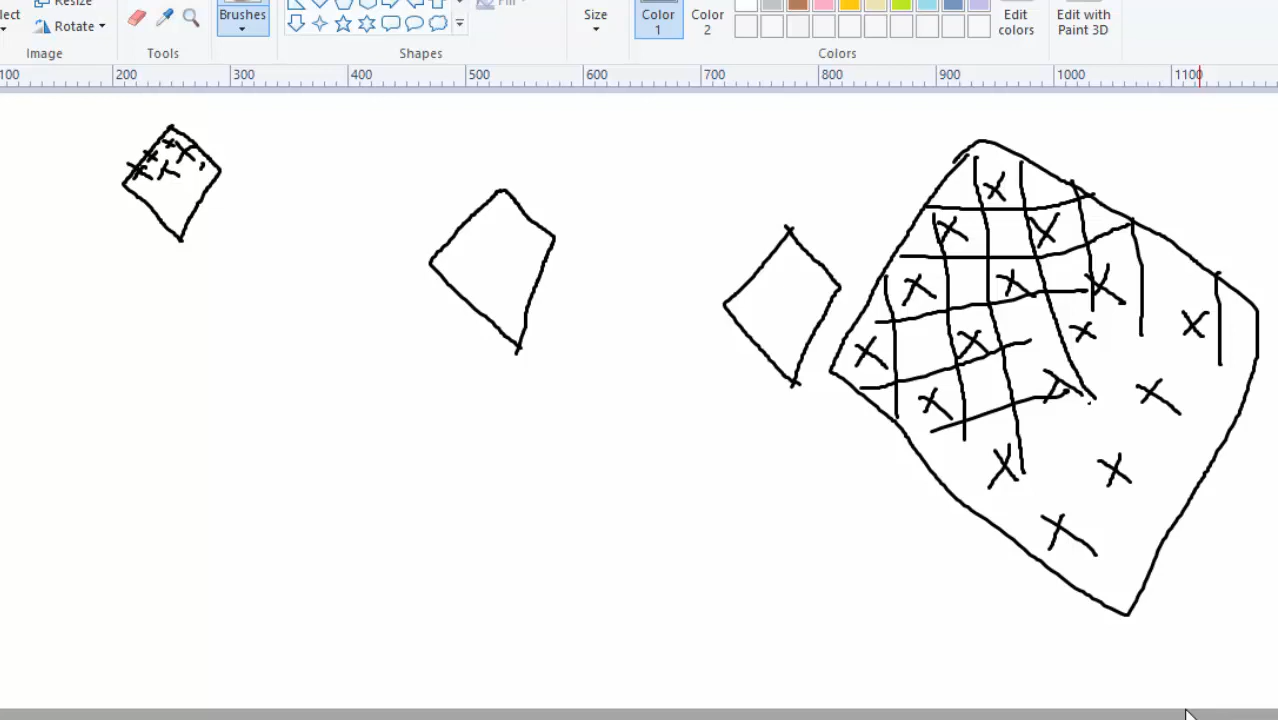 lect
Resize
Rotate
Image
Tools
Brushes
Shapes
Fill
Size
Color
1
Color
2
Colors
Edit
colors
Edit with
Paint 3D
100 200 300 400 500 600 700 800 900 1000 1100
X
X X
X X X
X X X X
X X X
X X
X